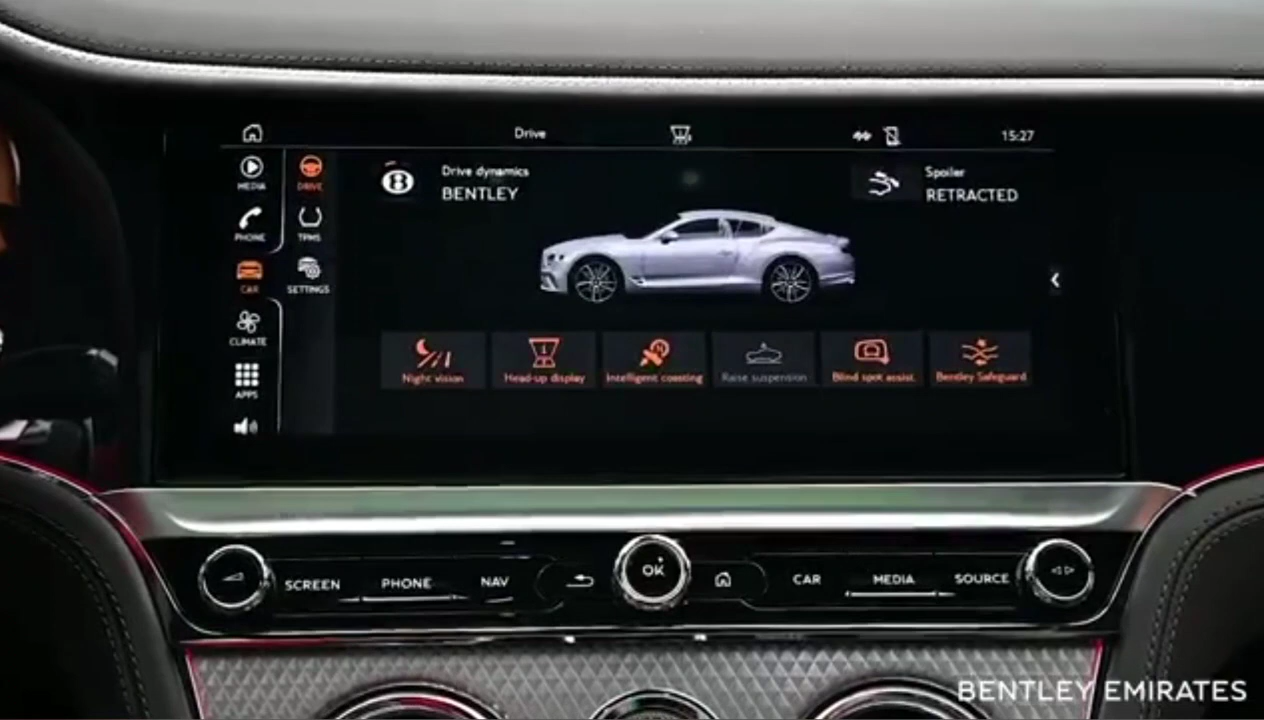 Drive
15:27
MEDIA
PHONE
CAR
CLIMATE
APPS
DRIVE
TPMS
SETTINGS
Drive dynamics
BENTLEY
Spoiler
RETRACTED
Night vision
Head-up display
Intelligent coasting
Raise suspension
Blind spot assist.
Bentley Safeguard
SCREEN PHONE NAV OK CAR MEDIA SOURCE
BENTLEY EMIRATES